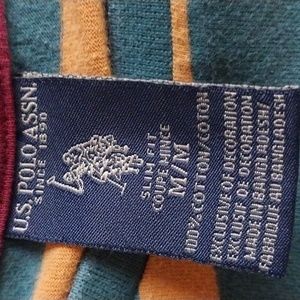 U.S. POLO ASSN.
SINCE 1890
SLIM FIT
COUPE MINCE
M/M
100% COTTON/COTON
EXCLUSIVE OF DECORATION
EXCLUSIF DE DECORATION
MADE IN BANGLADESH/
FABRIQUE AU BANGLADESH